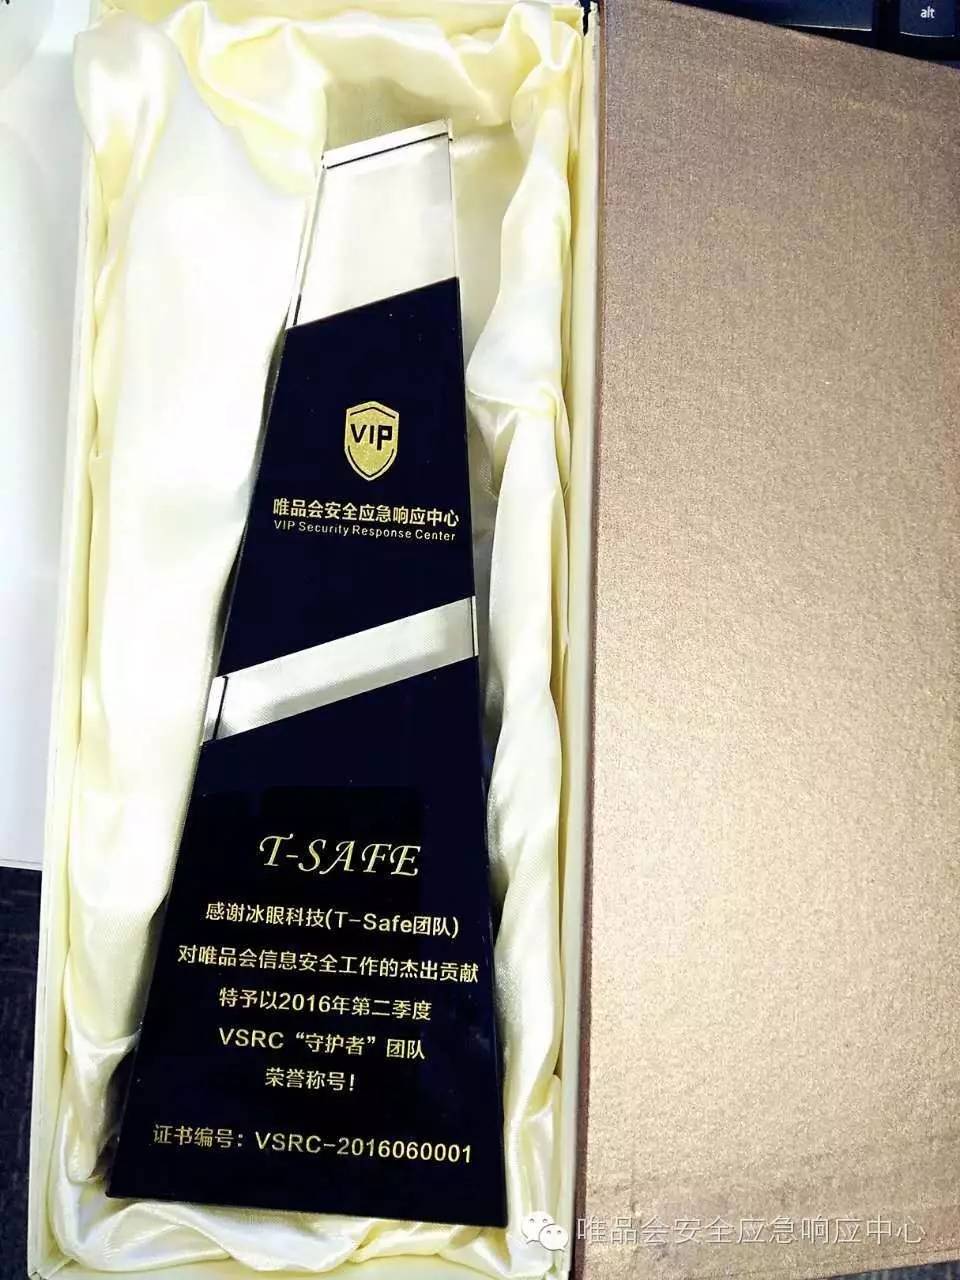 alt
VIP
唯品会安全应急响应中心
VIP Security Response Center
T-SAFE
感谢冰眼科技(T-Safe团队)
对唯品会信息安全工作的杰出贡献
特予以2016年第二季度
VSRC“守护者”团队
荣誉称号!
证书编号：VSRC-2016060001
唯品会安全应急响应中心